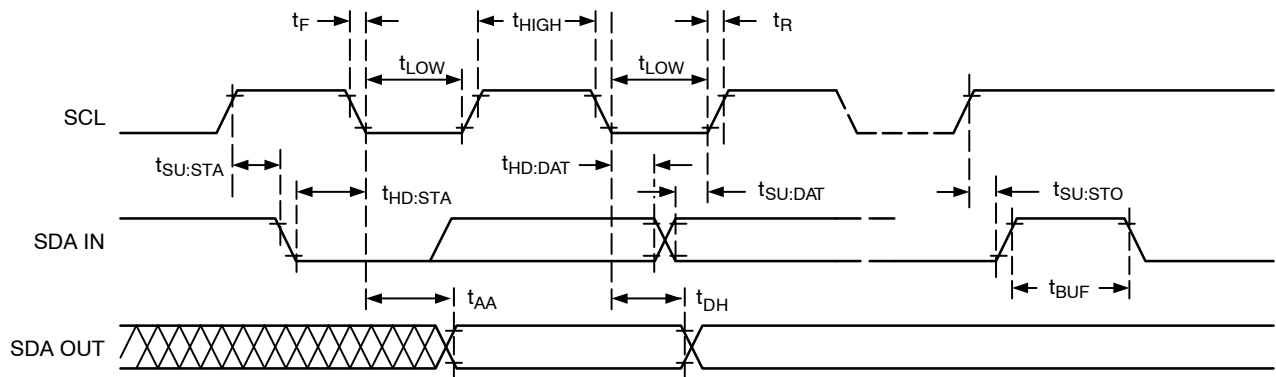 tF
tHIGH
tR
tLOW
tLOW
SCL
tSU:STA
tHD:DAT
tHD:STA
tSU:DAT
tSU:STO
SDA IN
tBUF
tAA
tDH
SDA OUT